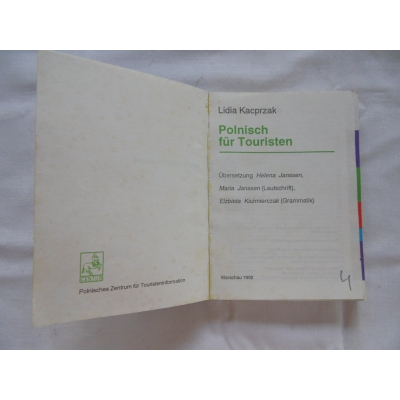 Polnisches Zentrum für Touristeninformation
Lidia Kacprzak
Polnisch
für Touristen
Übersetzung Helena Janssen,
Maria Janssen (Lautschrift),
Elżbieta Kaźmierczak (Grammatik)
Warschau
4